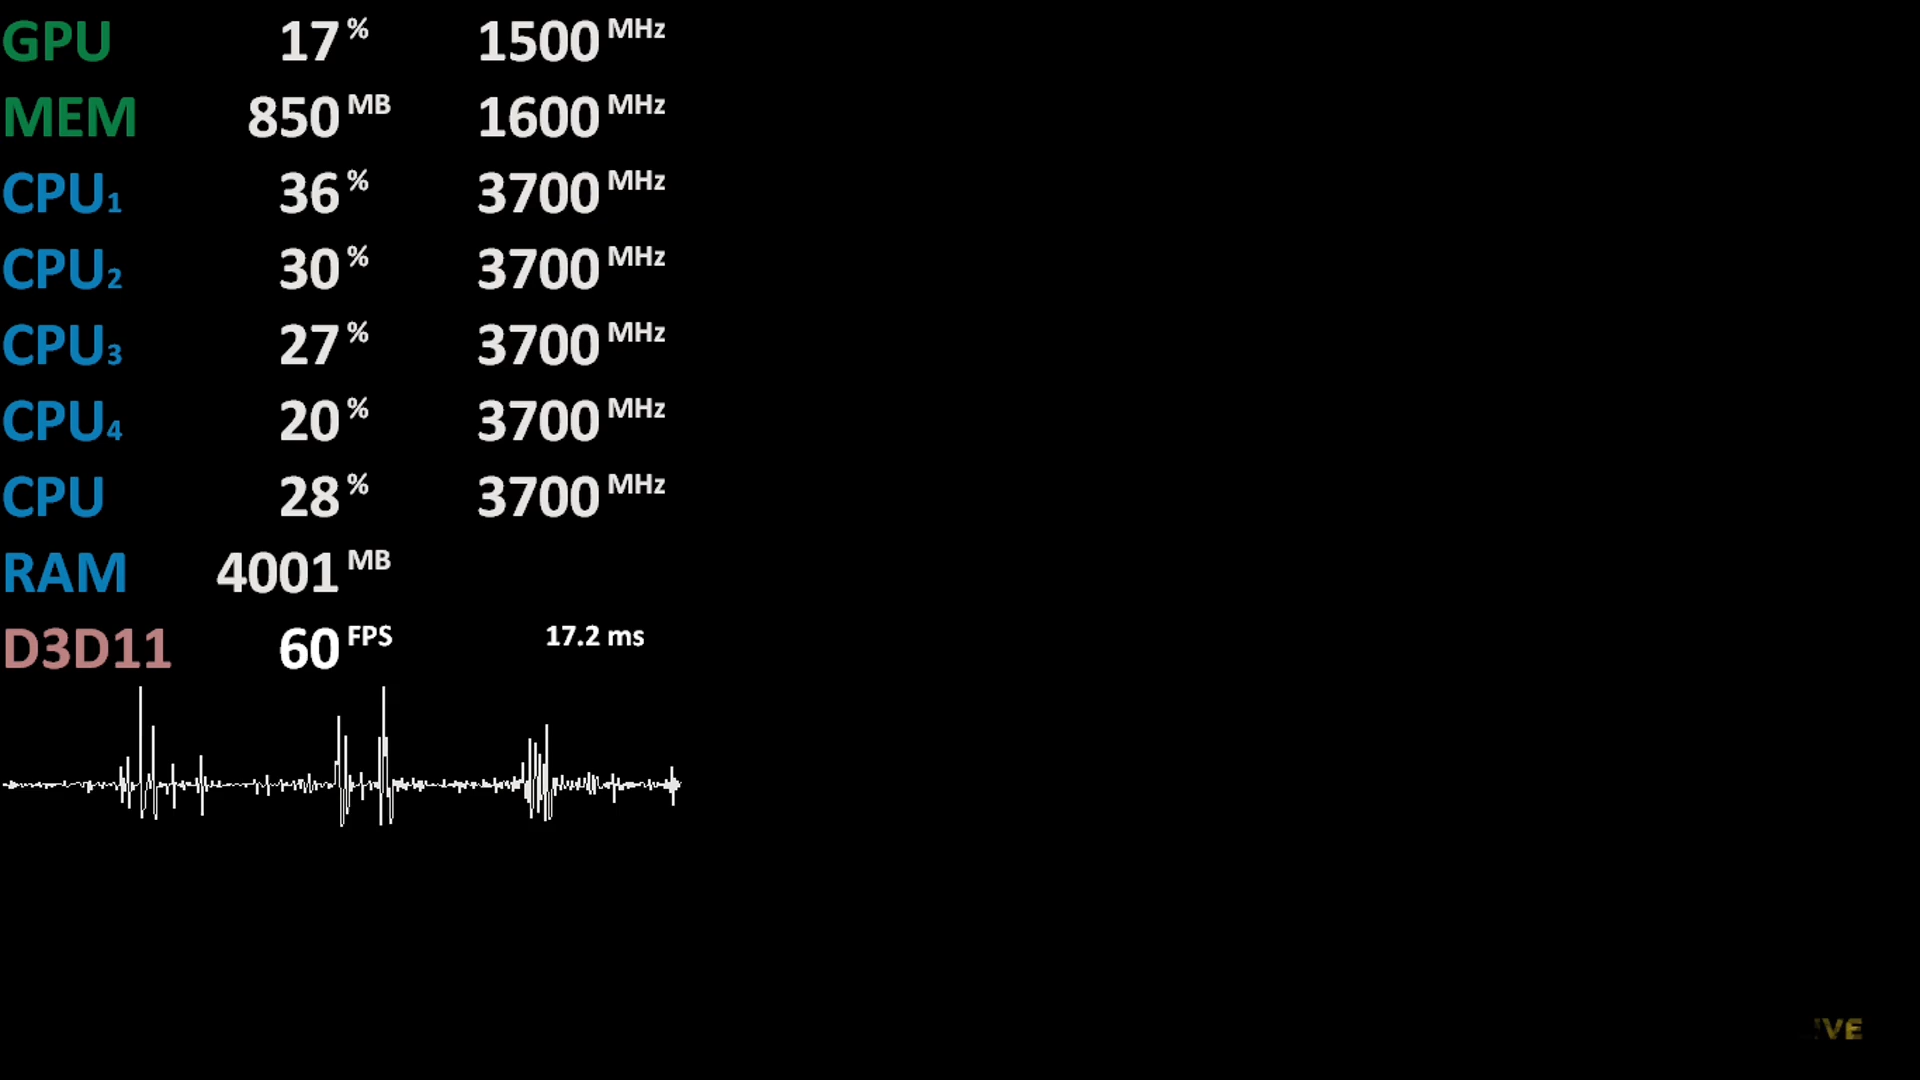 GPU 17 % 1500 MHz
MEM 850 MB 1600 MHz
CPU1 36 % 3700 MHz
CPU2 30 % 3700 MHz
CPU3 27 % 3700 MHz
CPU4 20 % 3700 MHz
CPU 28 % 3700 MHz
RAM 4001 MB
D3D11 60 FPS 17.2 ms